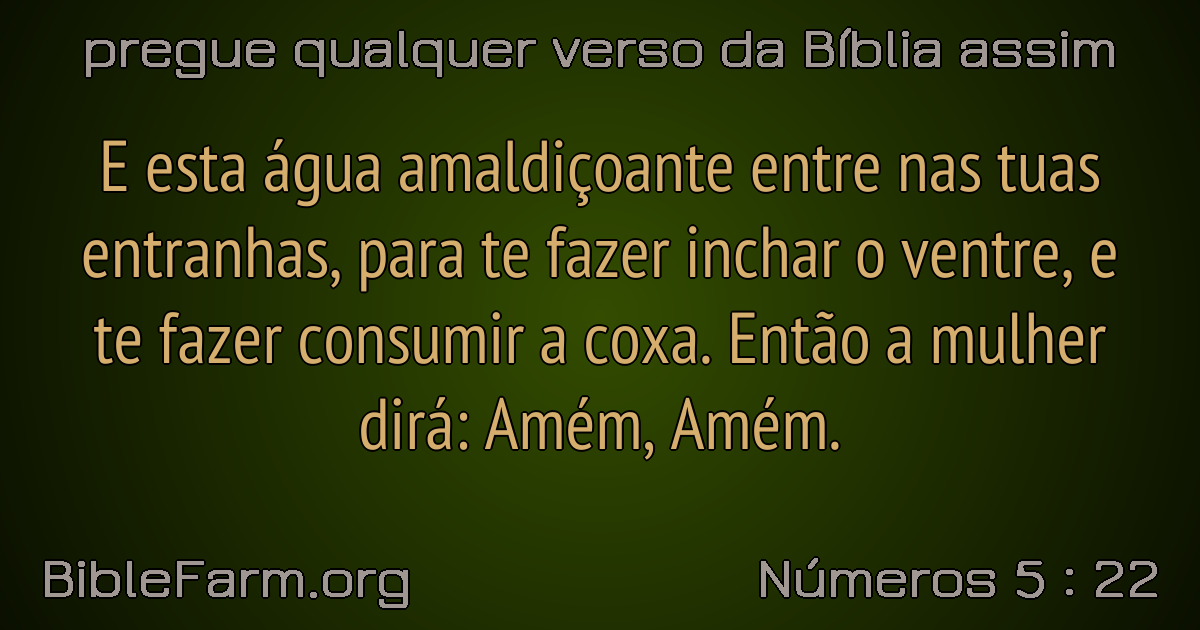 pregue qualquer verso da Bíblia assim
E esta água amaldiçoante entre nas tuas
entranhas, para te fazer inchar o ventre, e
te fazer consumir a coxa. Então a mulher
dirá: Amém, Amém.
BibleFarm.org
Números 5 : 22